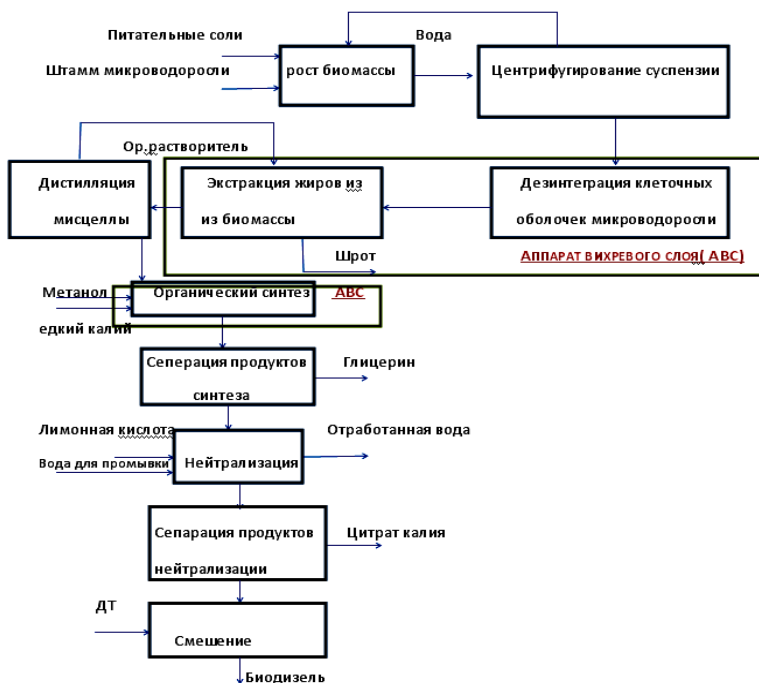 Питательные соли
Вода
Штамм микроводоросли
рост биомассы
Центрифугирование суспензии
Ор.растворитель
Дистилляция
мисцеллы
Экстракция жиров из
из биомассы
Дезинтеграция клеточных
оболочек микроводоросли
Шрот
АППАРАТ ВИХРЕВОГО СЛОЯ( АВС)
Метанол
Органический синтез
АВС
едкий калий
Сеперация продуктов
синтеза
Глицерин
Лимонная кислота
Отработанная вода
Вода для промывки
Нейтрализация
Сепарация продуктов
нейтрализации
Цитрат калия
ДТ
Смешение
Биодизель